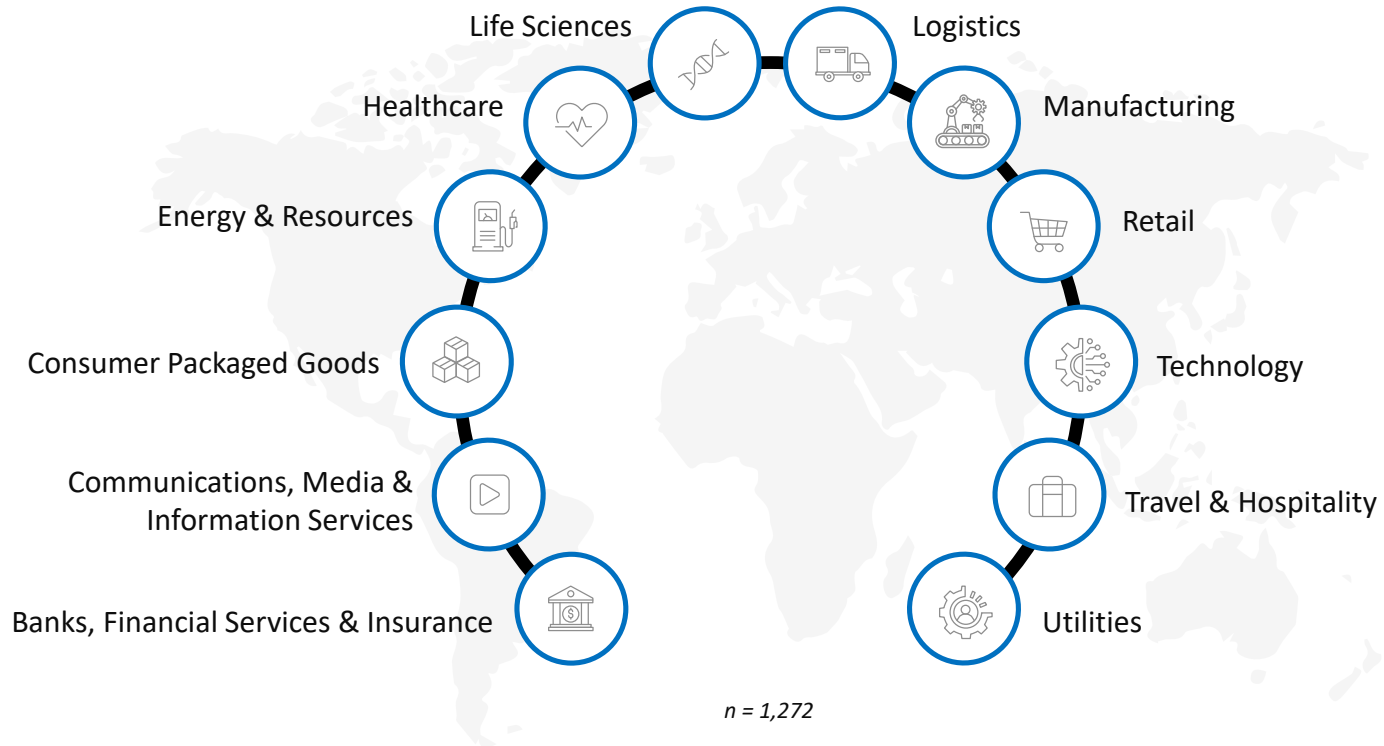 Life Sciences
Logistics
Healthcare
Manufacturing
Energy & Resources
Retail
Consumer Packaged Goods
Technology
Communications, Media &
Information Services
Travel & Hospitality
Banks, Financial Services & Insurance
$
Utilities
n = 1,272